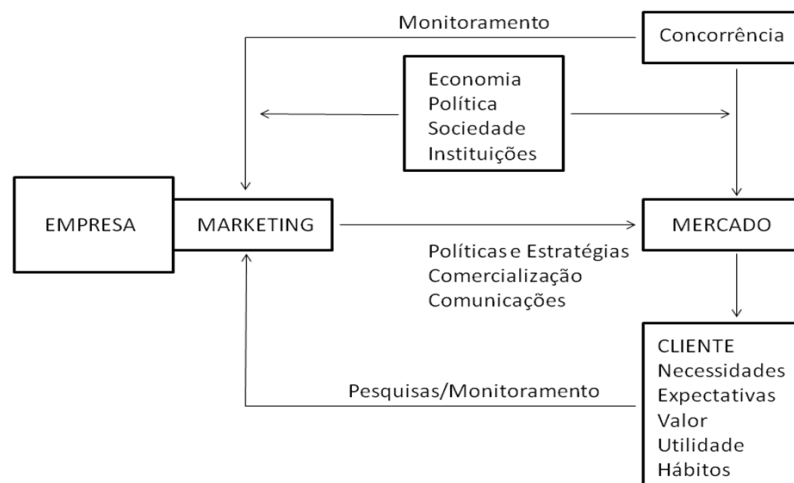 Monitoramento
Concorrência
Economia
Política
Sociedade
Instituições
EMPRESA
MARKETING
MERCADO
Políticas e Estratégias
Comercialização
Comunicações
CLIENTE
Necessidades
Expectativas
Valor
Utilidade
Hábitos
Pesquisas/Monitoramento